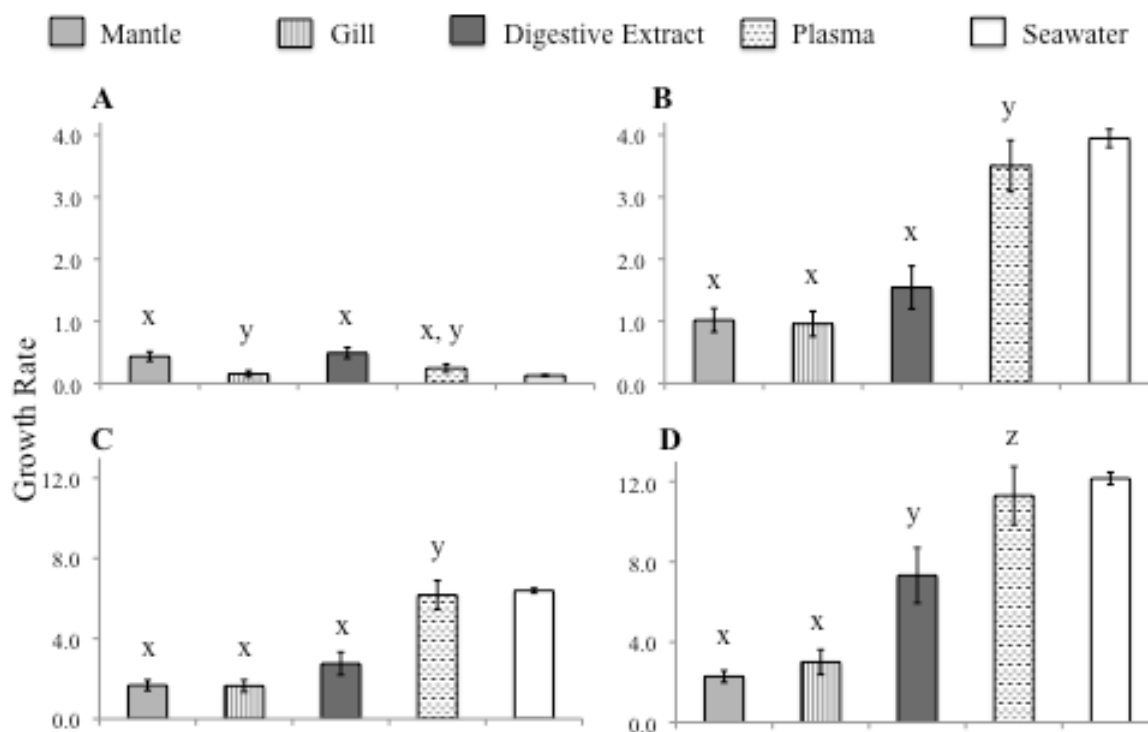 Mantle Gill Digestive Extract Plasma Seawater
A B
4.0 4.0
y
3.0 3.0
2.0 2.0
x
x x
1.0 1.0
x y x x, y
0.0 0.0
Growth Rate
C D
z
12.0 12.0
y
8.0 8.0
y
4.0 4.0
x x x
x x
0.0 0.0